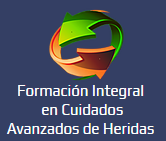 Formación Integral
en Cuidados
Avanzados de Heridas